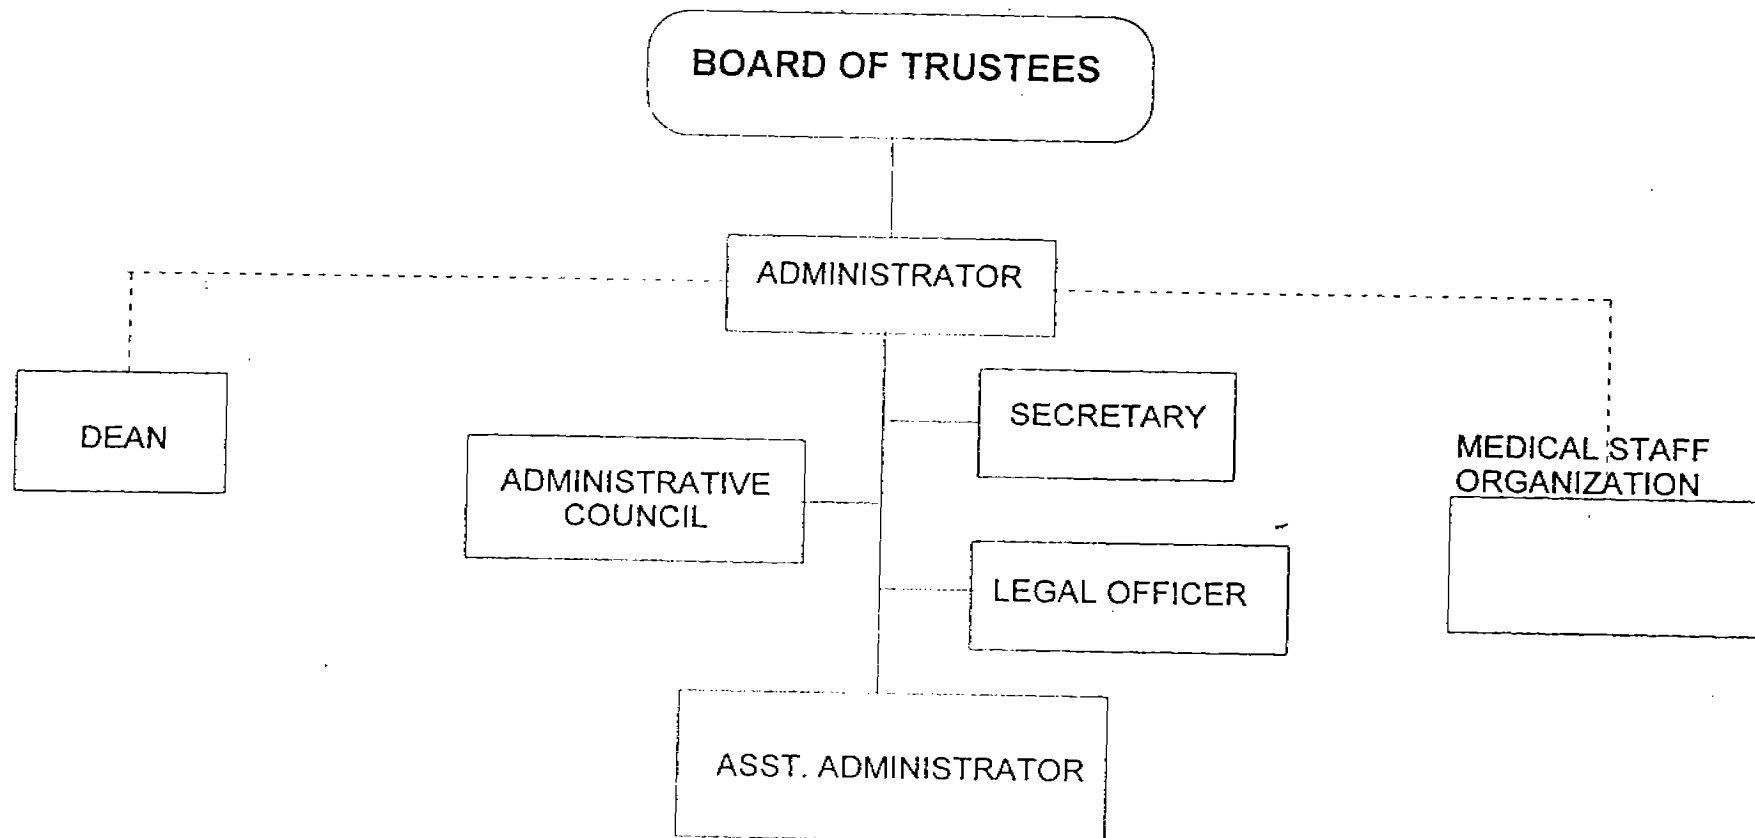 BOARD OF TRUSTEES
ADMINISTRATOR
DEAN
SECRETARY
ADMINISTRATIVE
COUNCIL
MEDICAL STAFF
ORGANIZATION
LEGAL OFFICER
ASST. ADMINISTRATOR